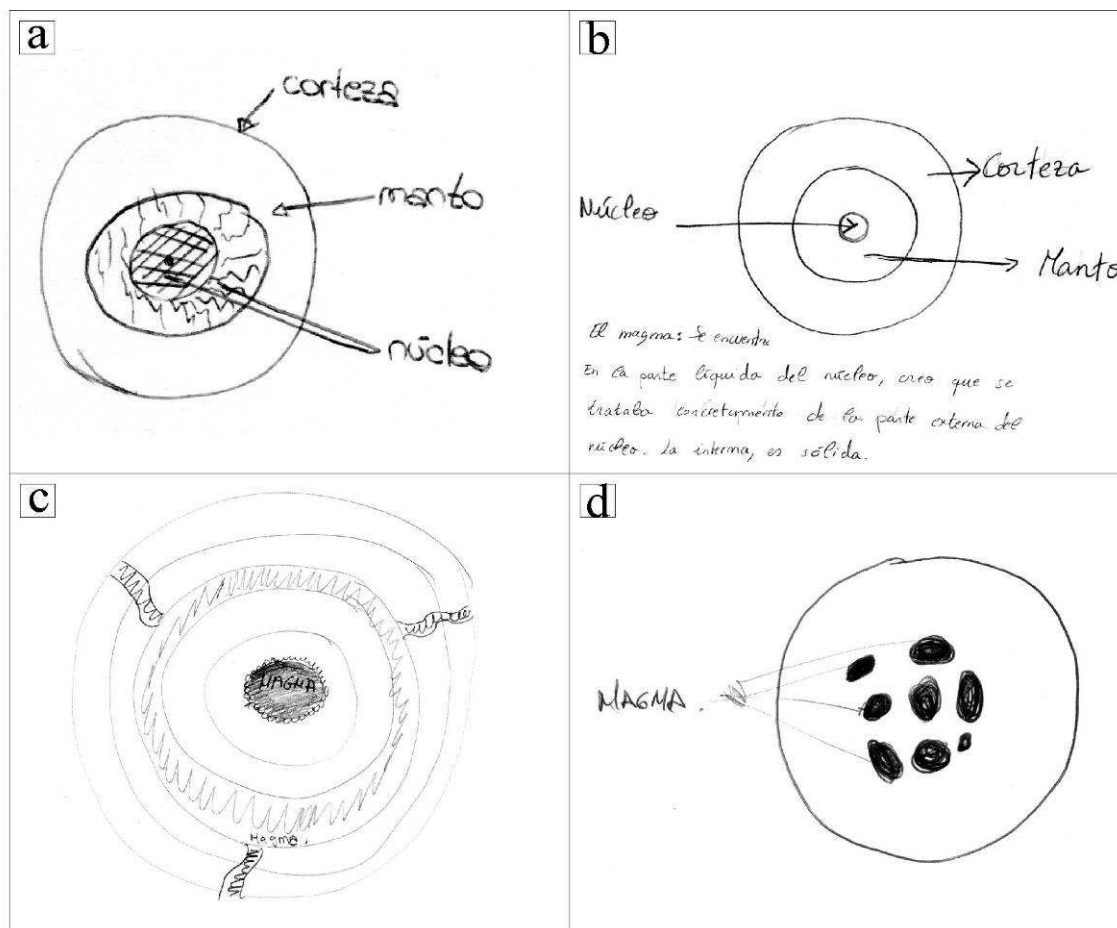 a
corteza
manto
núcleo
b
Corteza
Núcleo
Manto
El magma: Se encuentra
En la parte líquida del núcleo, creo que se
trataba concretamente de la parte externa del
núcleo. La interna, es sólida.
c
MAGMA
Magma.
d
MAGMA.